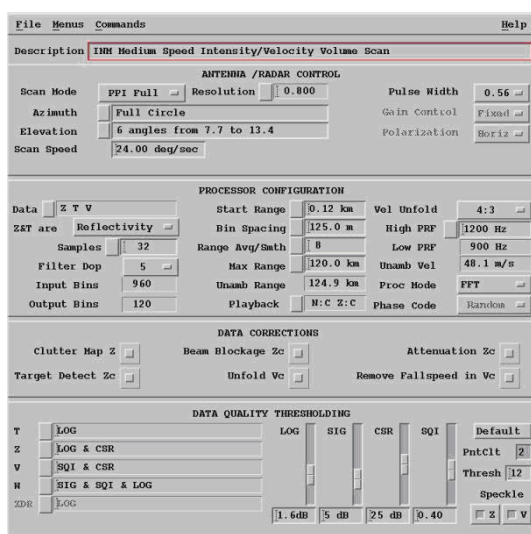 File Menus Commands Help
Description INM Medium Speed Intensity/Velocity Volume Scan
ANTENNA /RADAR CONTROL
Scan Mode PPI Full Resolution 0.800 Pulse Width 0.56
Azimuth Full Circle Gain Control Fixed
Elevation 6 angles from 7.7 to 13.4 Polarization Horiz
Scan Speed 24.00 deg/sec
PROCESSOR CONFIGURATION
Data Z T V Start Range 0.12 km Vel Unfold 4:3
Z&T are Reflectivity Bin Spacing 125.0 m High PRF 1200 Hz
Samples 32 Range Avg/Smth 8 Low PRF 900 Hz
Filter Dop 5 Max Range 120.0 km Unamb Vel 48.1 m/s
Input Bins 960 Unamb Range 124.9 km Proc Mode FFT
Output Bins 120 Playback N:C Z:C Phase Code Random
DATA CORRECTIONS
Clutter Map Z Beam Blockage Zc Attenuation Zc
Target Detect Zc Unfold Vc Remove Fallspeed in Vc
DATA QUALITY THRESHOLDING
T LOG LOG SIG CSR SQI Default
Z LOG & CSR PntClt 2
V SQI & CSR Thresh 12
W SIG & SQI & LOG Speckle
ZDR LOG 1.6dB 5 dB 25 dB 0.40 Z V